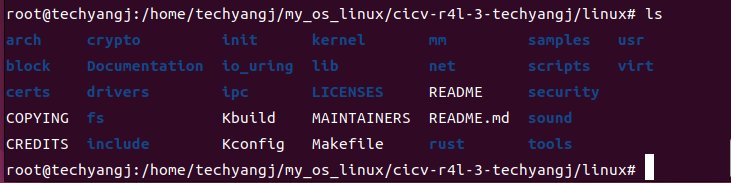 root@techyangj:/home/techyangj/my_os_linux/cicv-r4l-3-techyangj/linux# ls
arch crypto init kernel mm samples usr
block Documentation io_uring lib net scripts virt
certs drivers ipc LICENSES README security
COPYING fs Kbuild MAINTAINERS README.md sound
CREDITS include Kconfig Makefile rust tools
root@techyangj:/home/techyangj/my_os_linux/cicv-r4l-3-techyangj/linux#